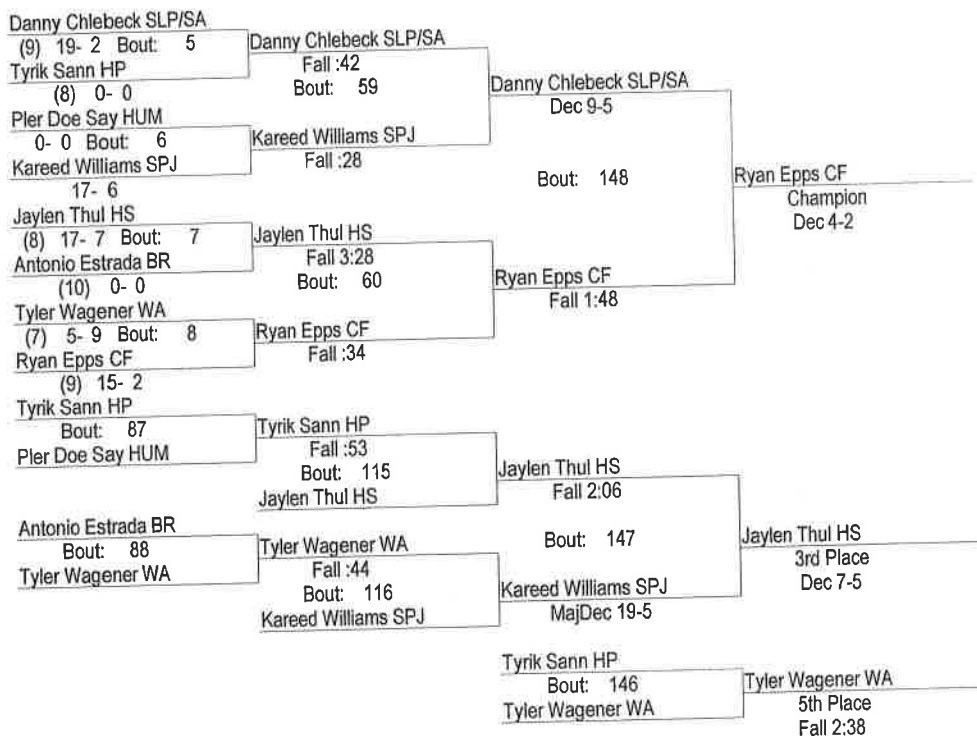 Danny Chlebeck SLP/SA
(9) 19- 2 Bout: 5
Tyrik Sann HP
(8) 0- 0
Pler Doe Say HUM
0- 0 Bout: 6
Kareed Williams SPJ
17- 6
Jaylen Thul HS
(8) 17- 7 Bout: 7
Antonio Estrada BR
(10) 0- 0
Tyler Wagener WA
(7) 5- 9 Bout: 8
Ryan Epps CF
(9) 15- 2
Danny Chlebeck SLP/SA
Fall :42
Bout: 59
Kareed Williams SPJ
Fall :28
Jaylen Thul HS
Fall 3:28
Bout: 60
Ryan Epps CF
Fall :34
Danny Chlebeck SLP/SA
Dec 9-5
Bout: 148
Ryan Epps CF
Fall 1:48
Ryan Epps CF
Champion
Dec 4-2
Tyrik Sann HP
Bout: 87
Pler Doe Say HUM
Antonio Estrada BR
Bout: 88
Tyler Wagener WA
Tyrik Sann HP
Fall :53
Bout: 115
Jaylen Thul HS
Tyler Wagener WA
Fall :44
Bout: 116
Kareed Williams SPJ
Jaylen Thul HS
Fall 2:06
Bout: 147
Kareed Williams SPJ
MajDec 19-5
Jaylen Thul HS
3rd Place
Dec 7-5
Tyrik Sann HP
Bout: 146
Tyler Wagener WA
Tyler Wagener WA
5th Place
Fall 2:38